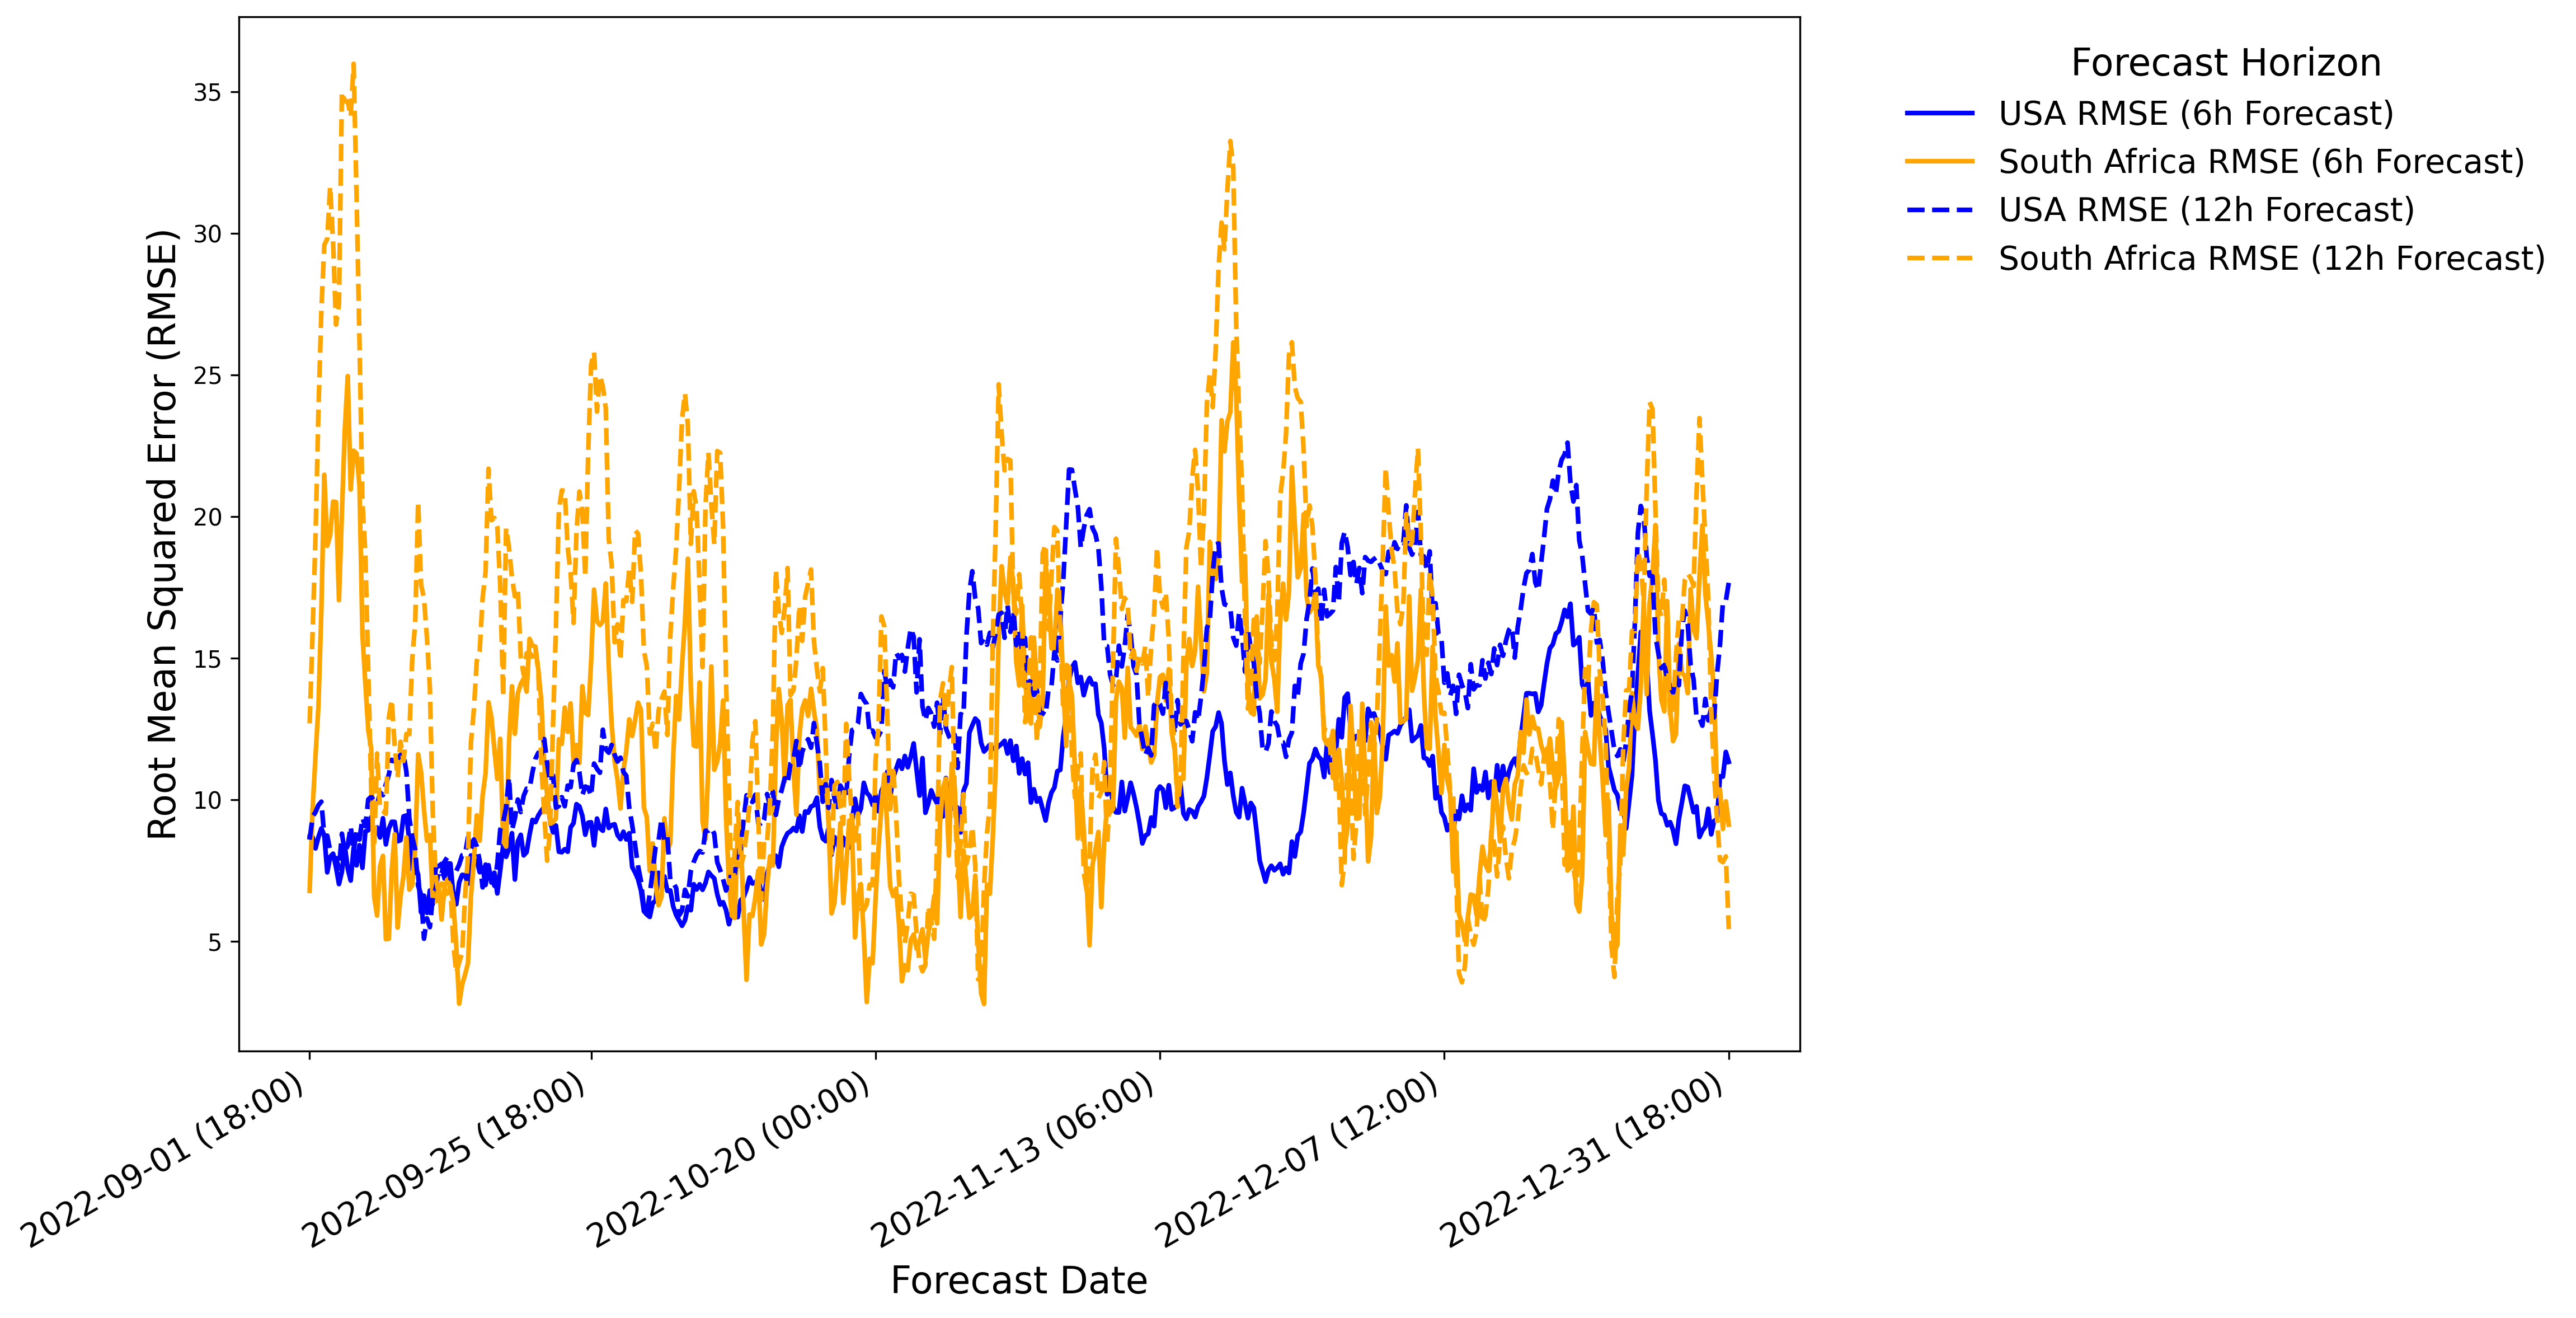 Forecast Horizon
USA RMSE (6h Forecast)
South Africa RMSE (6h Forecast)
USA RMSE (12h Forecast)
South Africa RMSE (12h Forecast)
Root Mean Squared Error (RMSE)
35
30
25
20
15
10
5
2022-09-01 (18:00)
2022-09-25 (18:00)
2022-10-20 (00:00)
2022-11-13 (06:00)
2022-12-07 (12:00)
2022-12-31 (18:00)
Forecast Date